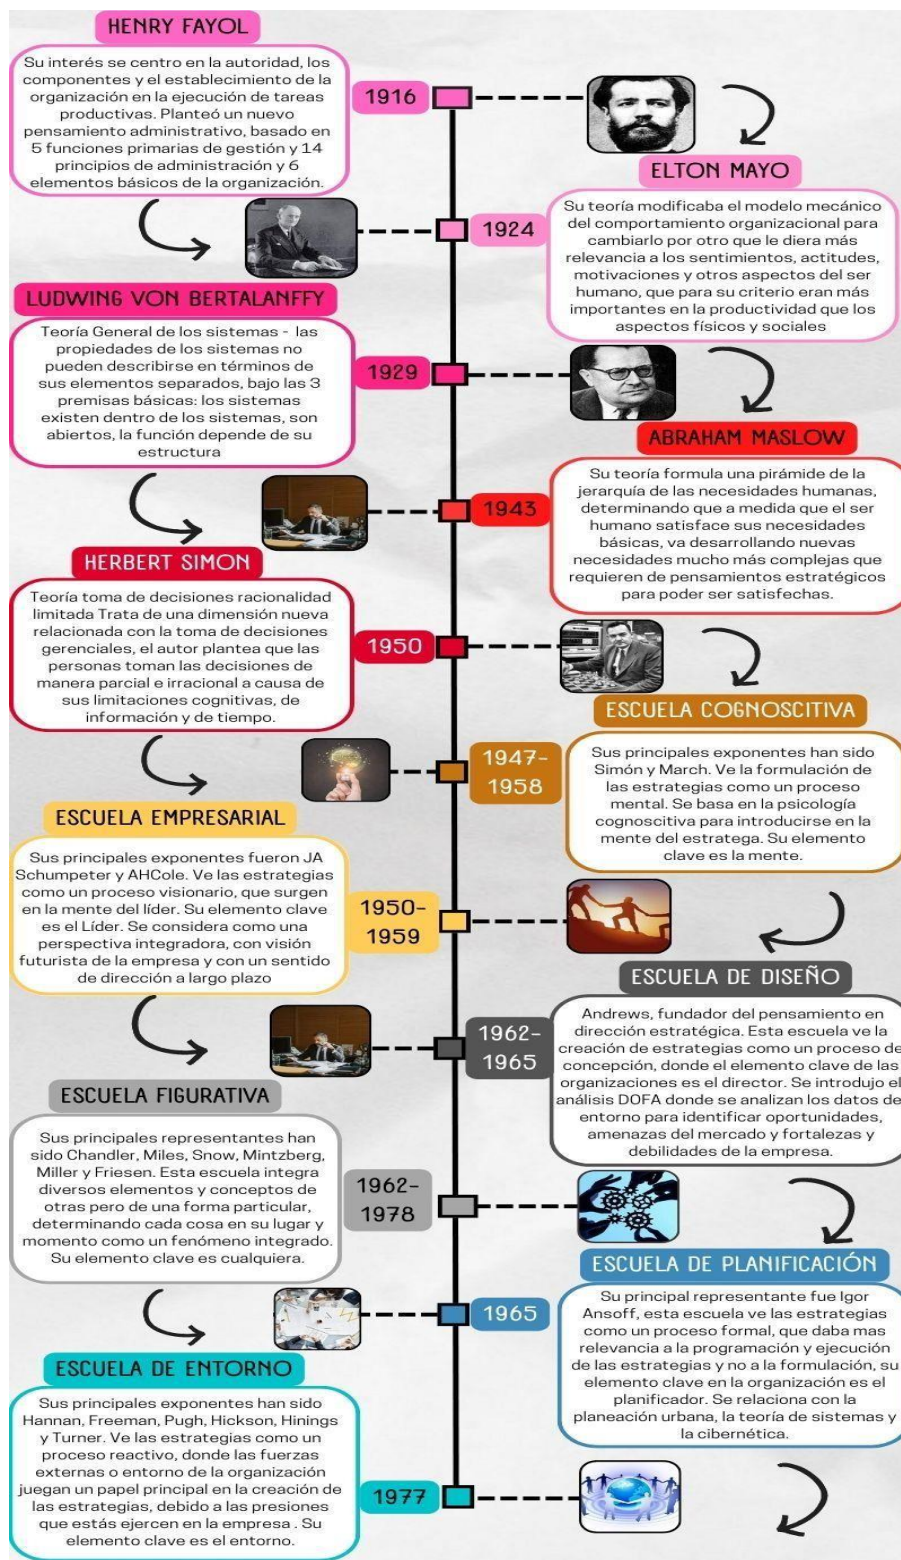 HENRY FAYOL
Su interés se centro en la autoridad, los
componentes y el establecimiento de la
organización en la ejecución de tareas
productivas. Planteó un nuevo
pensamiento administrativo, basado en
5 funciones primarias de gestión y 14
principios de administración y 6
elementos básicos de la organización.
1916
ELTON MAYO
Su teoría modificaba el modelo mecánico
del comportamiento organizacional para
cambiarlo por otro que le diera más
relevancia a los sentimientos, actitudes,
motivaciones y otros aspectos del ser
humano, que para su criterio eran más
importantes en la productividad que los
aspectos físicos y sociales
1924
LUDWING VON BERTALANFFY
Teoría General de los sistemas - las
propiedades de los sistemas no
pueden describirse en términos de
sus elementos separados, bajo las 3
premisas básicas: los sistemas
existen dentro de los sistemas, son
abiertos, la función depende de su
estructura
1929
ABRAHAM MASLOW
Su teoría formula una pirámide de la
jerarquía de las necesidades humanas,
determinando que a medida que el ser
humano satisface sus necesidades
básicas, va desarrollando nuevas
necesidades mucho más complejas que
requieren de pensamientos estratégicos
para poder ser satisfechas.
1943
HERBERT SIMON
Teoría toma de decisiones racionalidad
limitada Trata de una dimensión nueva
relacionada con la toma de decisiones
gerenciales, el autor plantea que las
personas toman las decisiones de
manera parcial e irracional a causa de
sus limitaciones cognitivas, de
información y de tiempo.
1950
ESCUELA COGNOSCITIVA
Sus principales exponentes han sido
Simón y March. Ve la formulación de
las estrategias como un proceso
mental. Se basa en la psicología
cognoscitiva para introducirse en la
mente del estratega. Su elemento
clave es la mente.
1947-
1958
ESCUELA EMPRESARIAL
Sus principales exponentes fueron JA
Schumpeter y AHCole. Ve las estrategias
como un proceso visionario, que surgen
en la mente del líder. Su elemento clave
es el Líder. Se considera como una
perspectiva integradora, con visión
futurista de la empresa y con un sentido
de dirección a largo plazo
1950-
1959
ESCUELA DE DISEÑO
Andrews, fundador del pensamiento en
dirección estratégica. Esta escuela ve la
creación de estrategias como un proceso de
concepción, donde el elemento clave de las
organizaciones es el director. Se introdujo el
análisis DOFA donde se analizan los datos de
entorno para identificar oportunidades,
amenazas del mercado y fortalezas y
debilidades de la empresa.
1962-
1965
ESCUELA FIGURATIVA
Sus principales representantes han
sido Chandler, Miles, Snow, Mintzberg,
Miller y Friesen. Esta escuela integra
diversos elementos y conceptos de
otras pero de una forma particular,
determinando cada cosa en su lugar y
momento como un fenómeno integrado.
Su elemento clave es cualquiera.
1962-
1978
ESCUELA DE PLANIFICACIÓN
Su principal representante fue Igor
Ansoff, esta escuela ve las estrategias
como un proceso formal, que daba mas
relevancia a la programación y ejecución
de las estrategias y no a la formulación, su
elemento clave en la organización es el
planificador. Se relaciona con la
planeación urbana, la teoría de sistemas y
la cibernética.
1965
ESCUELA DE ENTORNO
Sus principales exponentes han sido
Hannan, Freeman, Pugh, Hickson, Hinings
y Turner. Ve las estrategias como un
proceso reactivo, donde las fuerzas
externas o entorno de la organización
juegan un papel principal en la creación de
las estrategias, debido a las presiones
que estás ejercen en la empresa . Su
elemento clave es el entorno.
1977